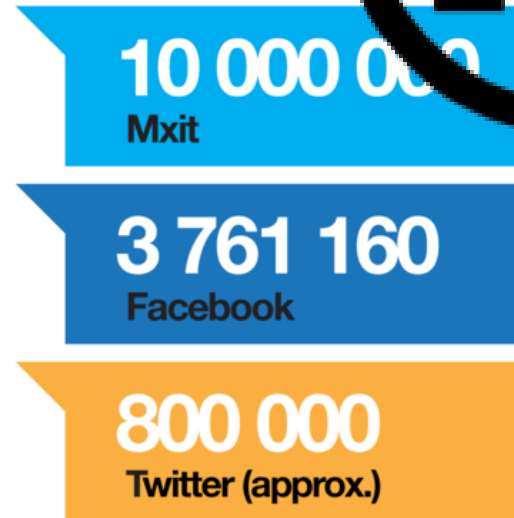 10 000 000
Mxit
3 761 160
Facebook
800 000
Twitter (approx.)